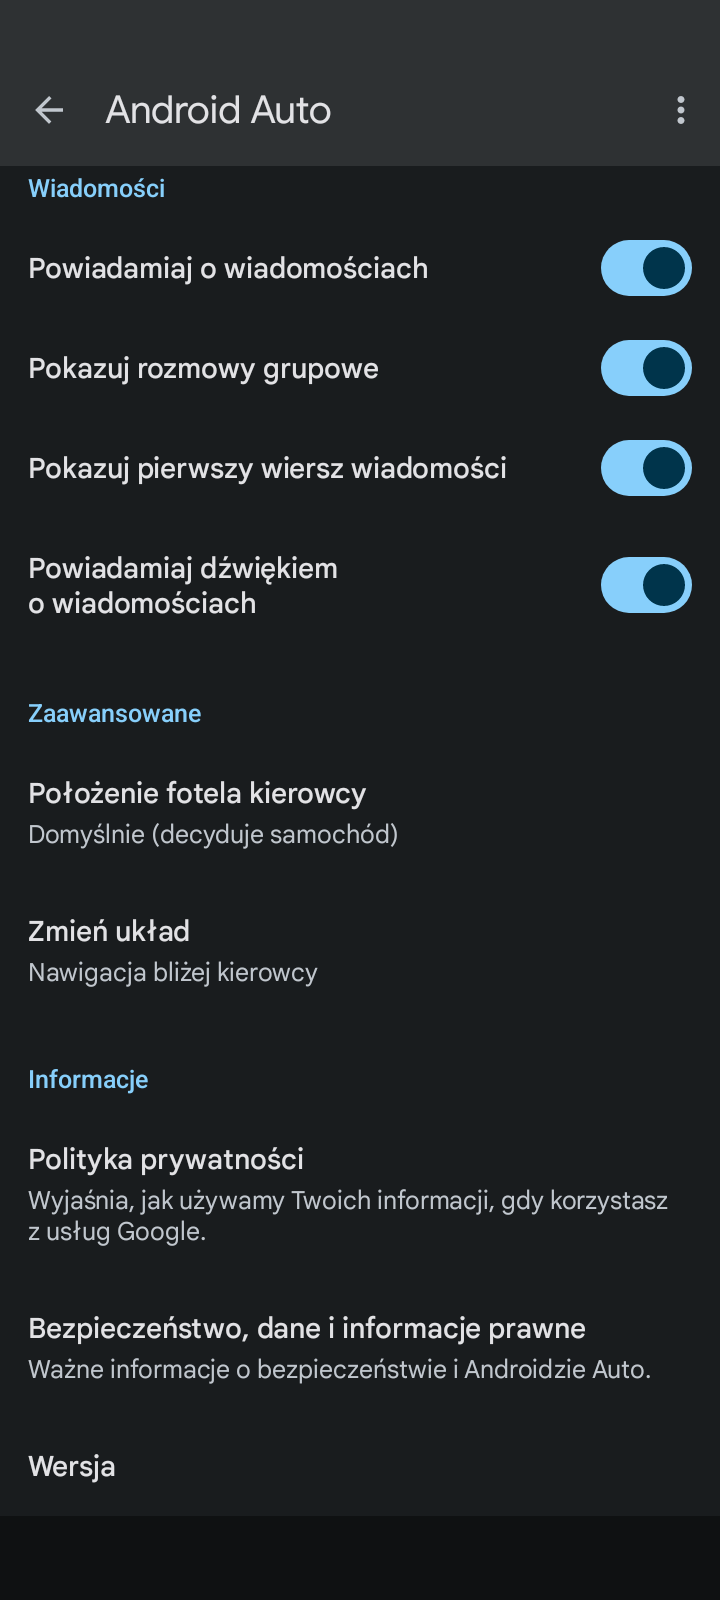 Android Auto
Wiadomości
Powiadamiaj o wiadomościach
Pokazuj rozmowy grupowe
Pokazuj pierwszy wiersz wiadomości
Powiadamiaj dźwiękiem
o wiadomościach
Zaawansowane
Położenie fotela kierowcy
Domyślnie (decyduje samochód)
Zmień układ
Nawigacja bliżej kierowcy
Informacje
Polityka prywatności
Wyjaśnia, jak używamy Twoich informacji, gdy korzystasz
z usług Google.
Bezpieczeństwo, dane i informacje prawne
Ważne informacje o bezpieczeństwie i Androidzie Auto.
Wersja